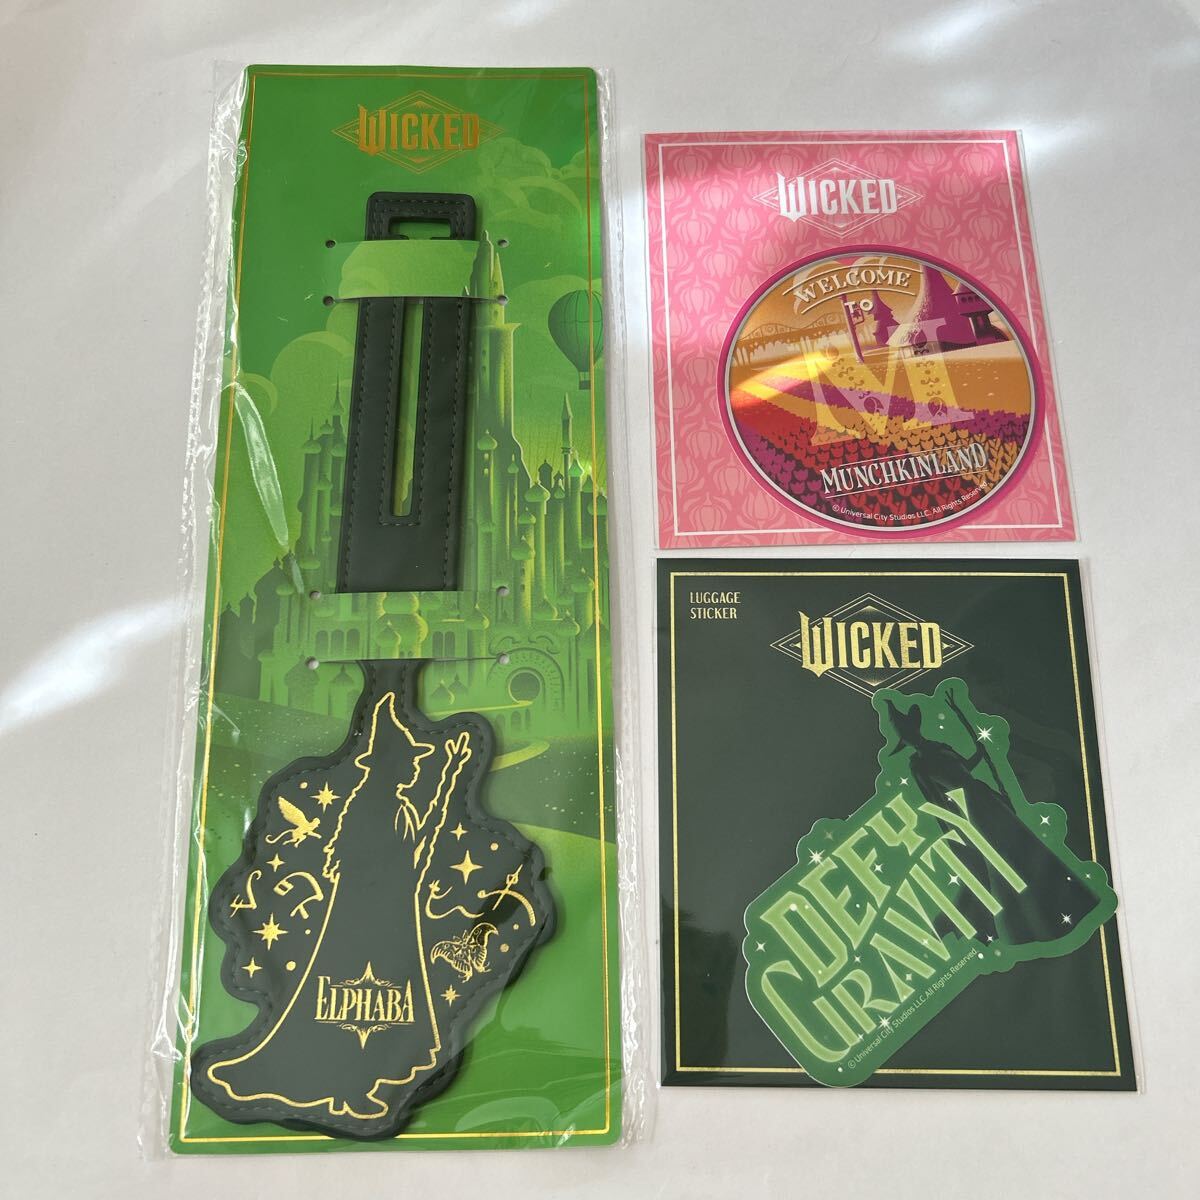 WICKED
ELPHABA
WICKED
WELCOME
TO
M
MUNCHKINLAND
© Universal City Studios LLC. All Rights Reserved.
LUGGAGE
STICKER
WICKED
DEFY
GRAVITY
© Universal City Studios LLC. All Rights Reserved.